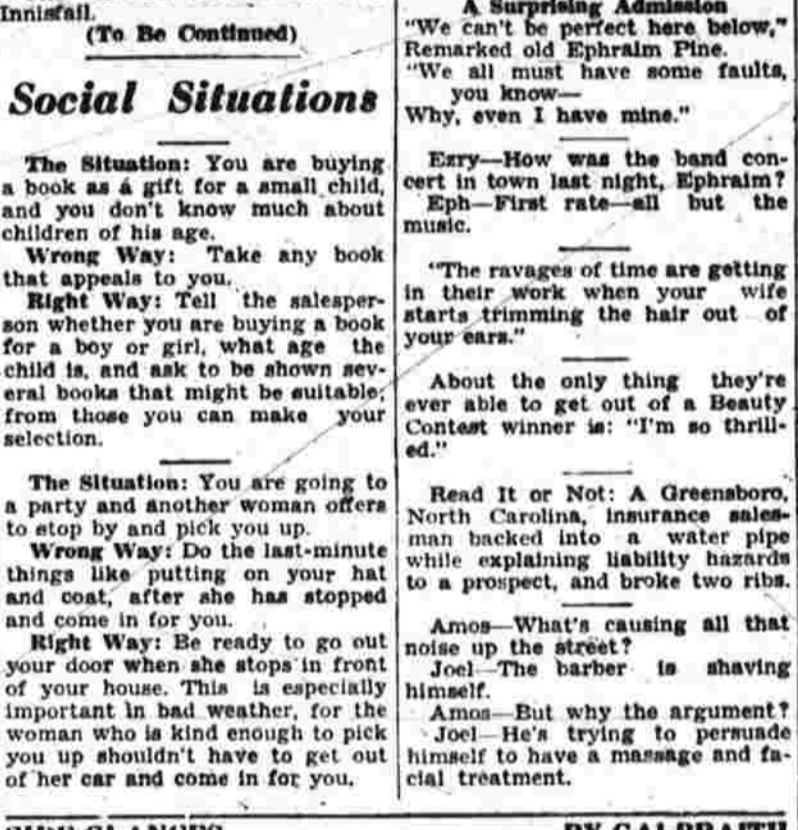 Innisfail.
(To Be Continued)
Social Situations
The Situation: You are buying
a book as a gift for a small child,
and you don't know much about
children of his age.
Wrong Way: Take any book
that appeals to you.
Right Way: Tell the salesper-
son whether you are buying a book
for a boy or girl, what age the
child is, and ask to be shown sev-
eral books that might be suitable;
from those you can make your
selection.
The Situation: You are going to
a party and another woman offers
to stop by and pick you up.
Wrong Way: Do the last-minute
things like putting on your hat
and coat, after she has stopped
and come in for you.
Right Way: Be ready to go out
your door when she stops in front
of your house. This is especially
important in bad weather, for the
woman who is kind enough to pick
you up shouldn't have to get out
of her car and come in for you.
A Surprising Admission
"We can't be perfect here below,"
Remarked old Ephraim Pine.
"We all must have some faults,
you know—
Why, even I have mine."
Ezry—How was the band con-
cert in town last night, Ephraim?
Eph—First rate—all but the
music.
"The ravages of time are getting
in their work when your wife
starts trimming the hair out of
your ears."
About the only thing they're
ever able to get out of a Beauty
Contest winner is: "I'm so thrill-
ed."
Read It or Not: A Greensboro,
North Carolina, insurance sales-
man backed into a water pipe
while explaining liability hazards
to a prospect, and broke two ribs.
Amos—What's causing all that
noise up the street?
Joel—The barber is shaving
himself.
Amos—But why the argument?
Joel—He's trying to persuade
himself to have a massage and fa-
cial treatment.
SIDE GLANCES
BY GALBRAITH